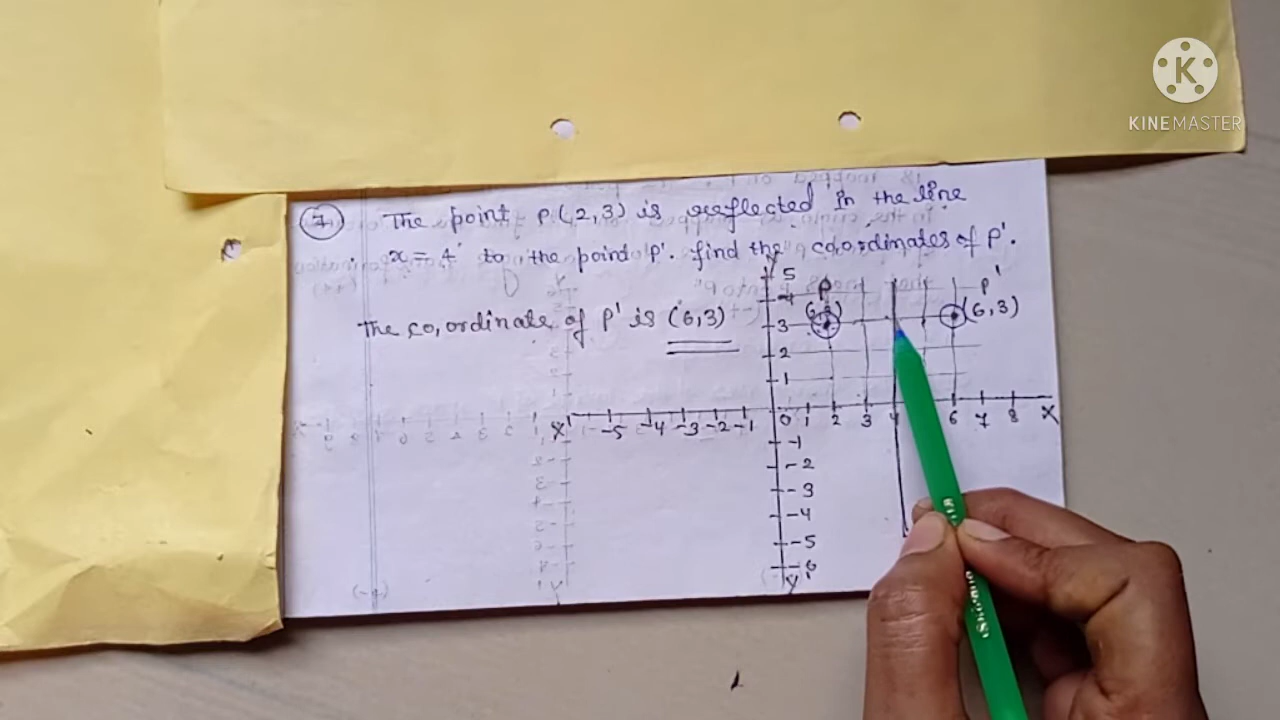 KINEMASTER
7 The point P(2,3) is reflected in the line
x = 4 to the point P'. find the coordinates of P'.
The co,ordinate of P' is (6,3)
Y
5
4
3
2
1
P
P'
(6,3)
X' -5 -4 -3 -2 -1 0 1 2 3 4 6 7 8 X
-1
-2
-3
-4
-5
-6
Y'